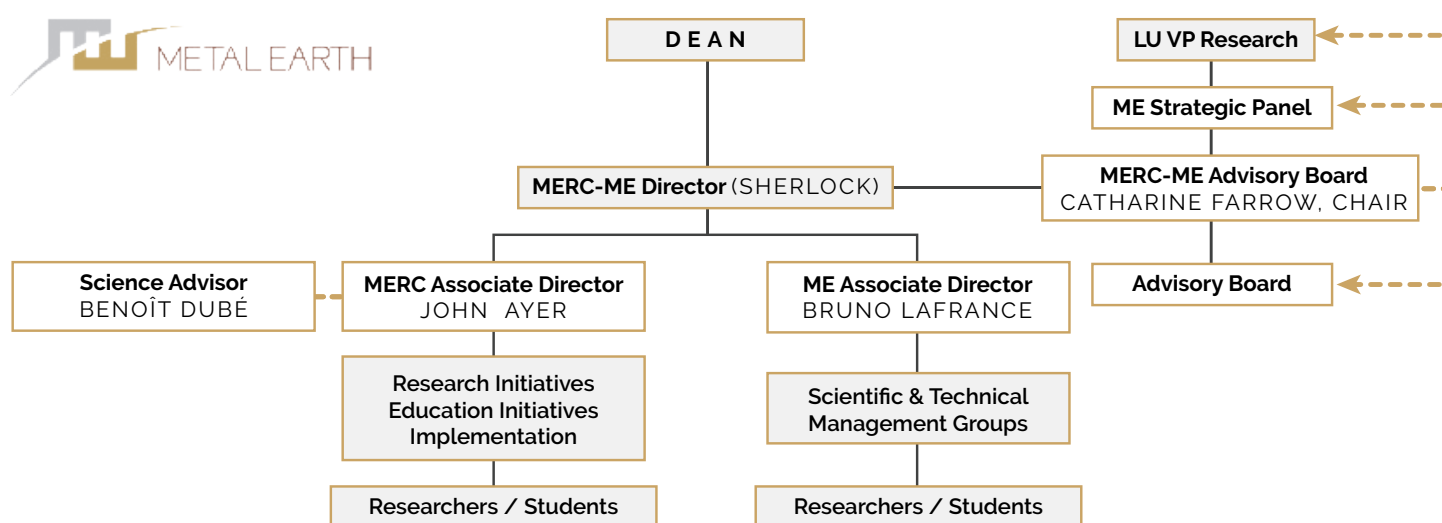 METAL EARTH
DEAN
LU VP Research
ME Strategic Panel
MERC-ME Director (SHERLOCK)
MERC-ME Advisory Board
CATHARINE FARROW, CHAIR
Science Advisor
BENOÎT DUBÉ
MERC Associate Director
JOHN AYER
ME Associate Director
BRUNO LAFRANCE
Advisory Board
Research Initiatives
Education Initiatives
Implementation
Scientific & Technical
Management Groups
Researchers / Students
Researchers / Students